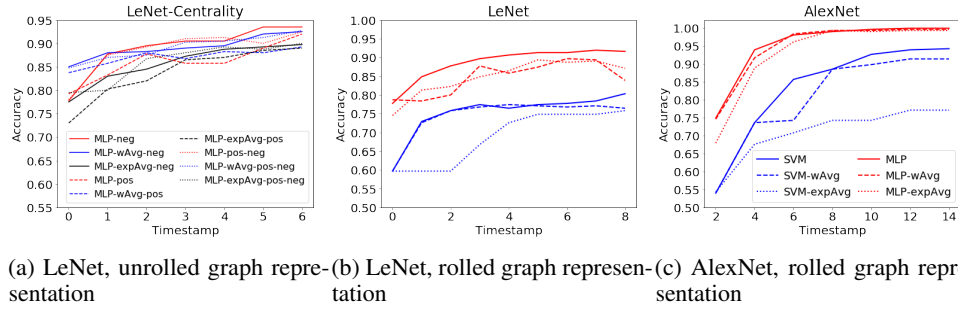 LeNet-Centrality
Accuracy
0.95
0.90
0.85
0.80
0.75
0.70
0.65
0.60
0.55
0 1 2 3 4 5 6
Timestamp
MLP-neg
MLP-wAvg-neg
MLP-expAvg-neg
MLP-pos
MLP-wAvg-pos
MLP-expAvg-pos
MLP-pos-neg
MLP-wAvg-pos-neg
MLP-expAvg-pos-neg
LeNet
Accuracy
1.00
0.95
0.90
0.85
0.80
0.75
0.70
0.65
0.60
0.55
0.50
0 2 4 6 8
Timestamp
AlexNet
Accuracy
1.00
0.95
0.90
0.85
0.80
0.75
0.70
0.65
0.60
0.55
0.50
2 4 6 8 10 12 14
Timestamp
SVM
SVM-wAvg
SVM-expAvg
MLP
MLP-wAvg
MLP-expAvg
(a) LeNet, unrolled graph repre-
sentation
(b) LeNet, rolled graph represen-
tation
(c) AlexNet, rolled graph repr
sentation